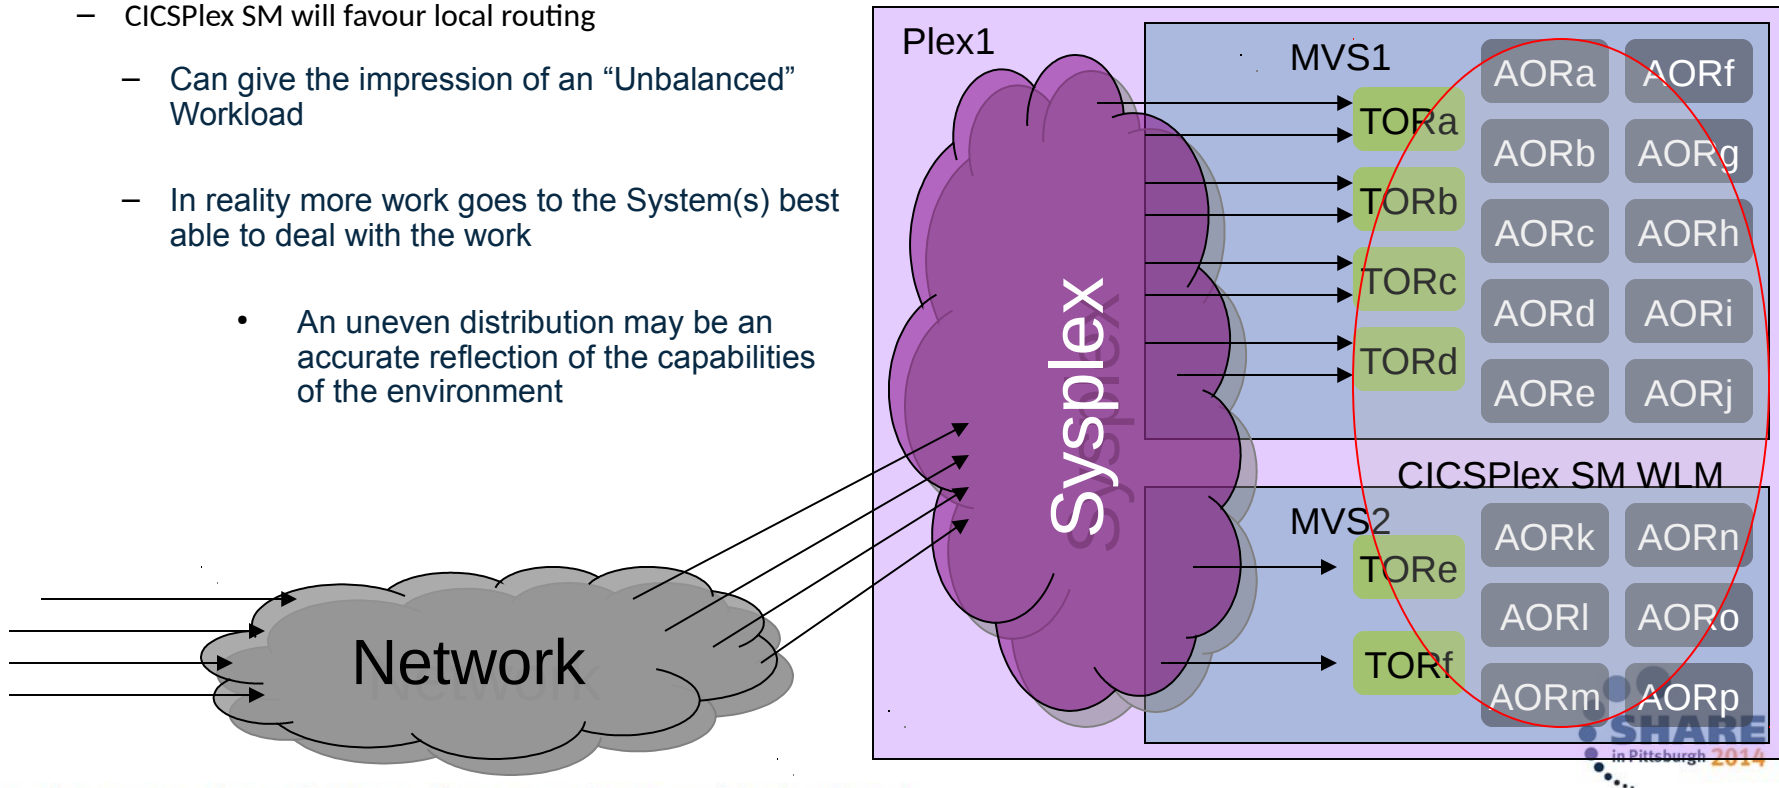 – CICSPlex SM will favour local routing
– Can give the impression of an “Unbalanced”
Workload
– In reality more work goes to the System(s) best
able to deal with the work
• An uneven distribution may be an
accurate reflection of the capabilities
of the environment
Network
Plex1
Sysplex
MVS1
TORa
TORb
TORc
TORd
AORa AORf
AORb AORg
AORc AORh
AORd AORi
AORe AORj
CICSPlex SM WLM
MVS2
TORe
TORf
AORk AORn
AORl AORo
AORm AORp
SHARE
in Pittsburgh 2014